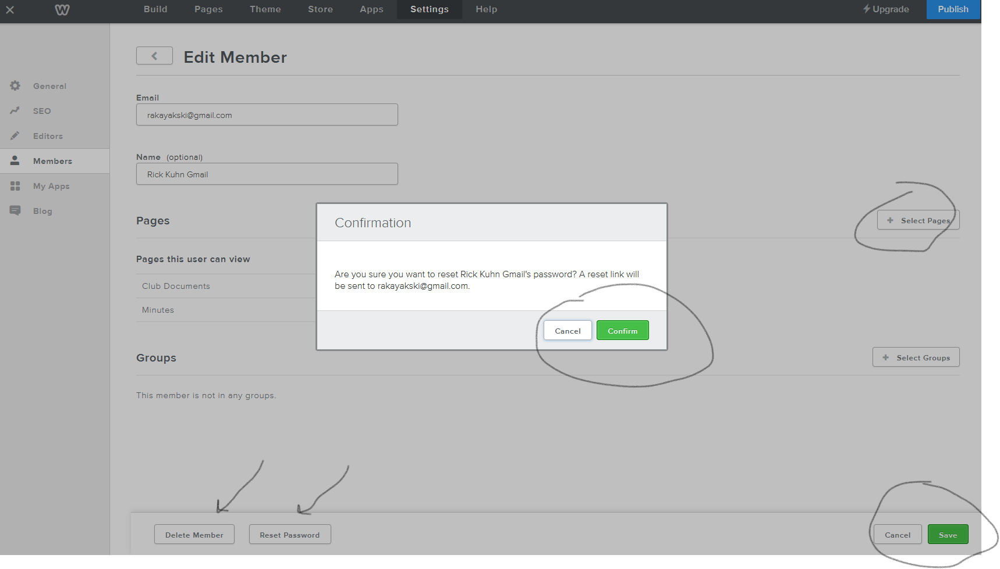 Build Pages Theme Store Apps Settings Help Upgrade Publish
Edit Member
General
SEO
Editors
Members
My Apps
Blog
Email
rakayakski@gmail.com
Name (optional)
Rick Kuhn Gmail
Pages
+ Select Pages
Pages this user can view
Club Documents
Minutes
Confirmation
Are you sure you want to reset Rick Kuhn Gmail's password? A reset link will
be sent to rakayakski@gmail.com.
Cancel Confirm
Groups
+ Select Groups
This member is not in any groups.
Delete Member Reset Password Cancel Save